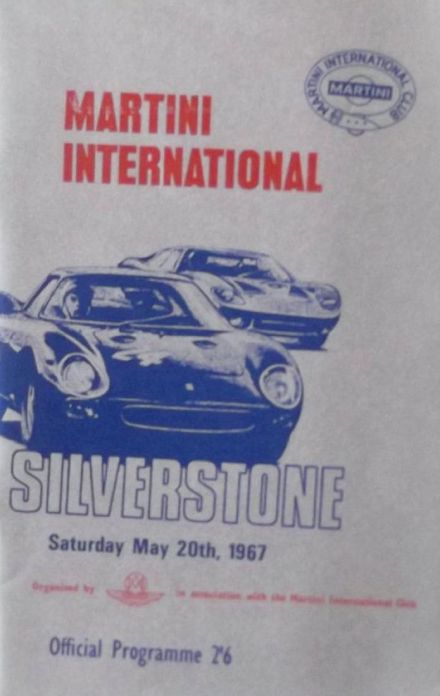 MARTINI INTERNATIONAL CLUB
MARTINI
MARTINI
INTERNATIONAL
SILVERSTONE
Saturday May 20th, 1967
Organised by
in association with the Martini International Club
Official Programme 2'6